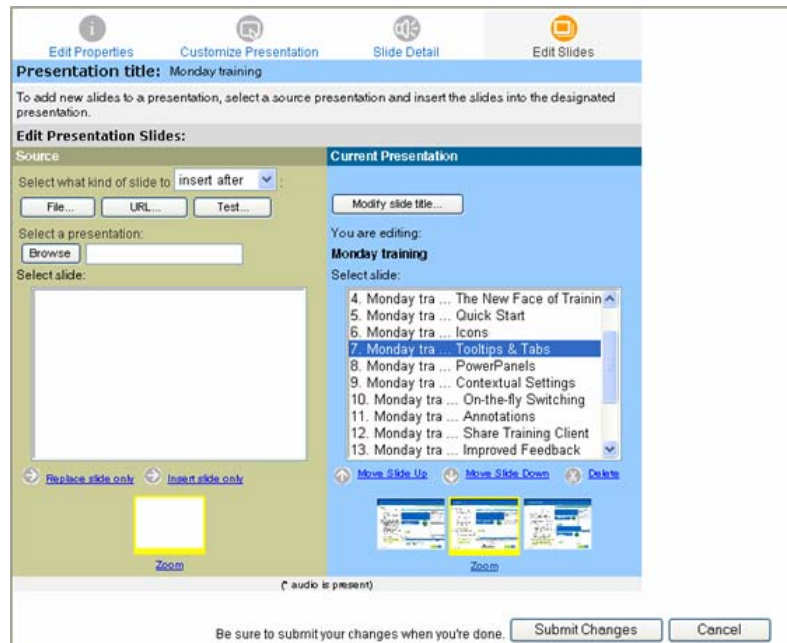 Edit Properties Customize Presentation Slide Detail Edit Slides
Presentation title: Monday training
To add new slides to a presentation, select a source presentation and insert the slides into the designated
presentation.
Edit Presentation Slides:
Source
Select what kind of slide to insert after :
File... URL... Test...
Select a presentation:
Browse
Select slide:
Replace slide only Insert slide only
Zoom
Current Presentation
Modify slide title...
You are editing:
Monday training
Select slide:
4. Monday tra ... The New Face of Trainin
5. Monday tra ... Quick Start
6. Monday tra ... Icons
7. Monday tra ... Tooltips & Tabs
8. Monday tra ... PowerPanels
9. Monday tra ... Contextual Settings
10. Monday tra ... On-the-fly Switching
11. Monday tra ... Annotations
12. Monday tra ... Share Training Client
13. Monday tra ... Improved Feedback
Move Slide Up Move Slide Down Delete
Zoom
(* audio is present)
Be sure to submit your changes when you're done. Submit Changes Cancel